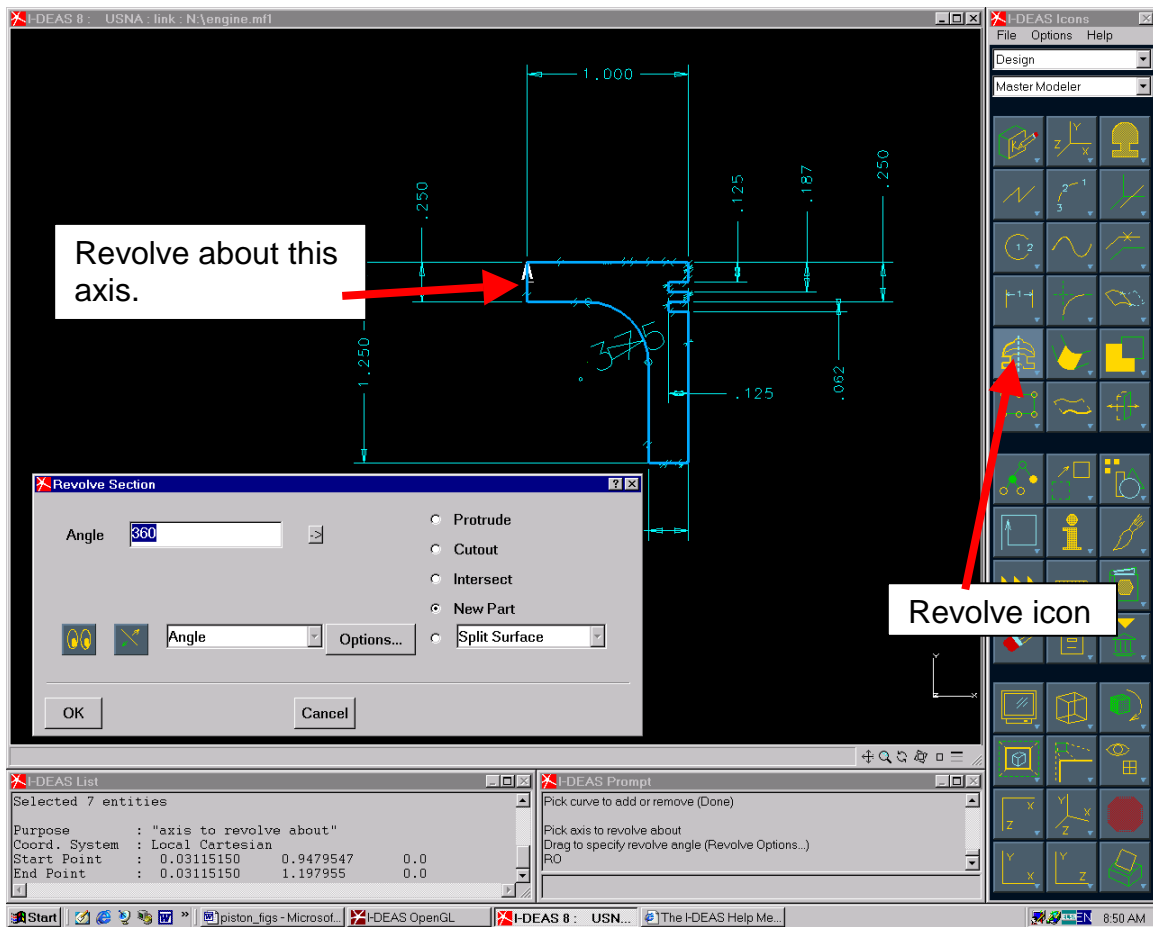 I-DEAS 8 :   USNA : link : N:\engine.mf1
I-DEAS Icons
File Options Help
Design
Master Modeler
1.000
.250
.125
.187
.250
Revolve about this
axis.
1.250
.375
.125
.062
Revolve Section
Angle 360
->
Protrude
Cutout
Intersect
New Part
Angle
Options...
Split Surface
OK
Cancel
Revolve icon
Y
x
I-DEAS List
Selected 7 entities
Purpose : "axis to revolve about"
Coord. System : Local Cartesian
Start Point : 0.03115150 0.9479547 0.0
End Point : 0.03115150 1.197955 0.0
I-DEAS Prompt
Pick curve to add or remove (Done)
Pick axis to revolve about
Drag to specify revolve angle (Revolve Options...)
RO
Start
piston_figs - Microsof...
I-DEAS OpenGL
I-DEAS 8 : USN...
The I-DEAS Help Me...
EN
8:50 AM